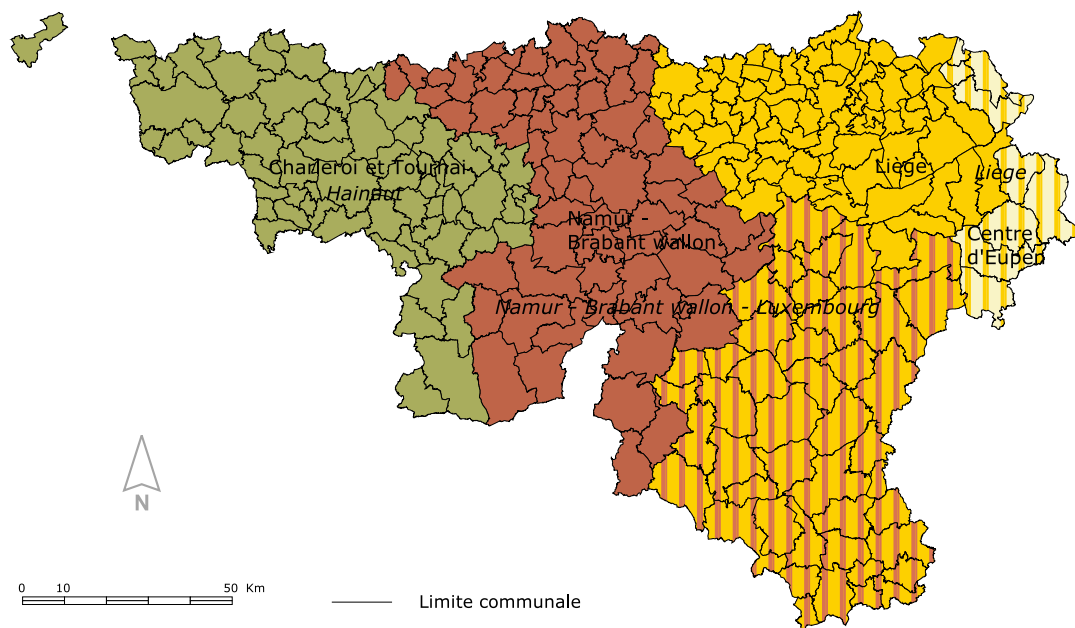 Charleroi et Tournai
Hainaut
Namur -
Brabant wallon
Namur - Brabant wallon - Luxembourg
Liège
Liège
Centre
d'Eupen
N
0 10 50 Km
Limite communale